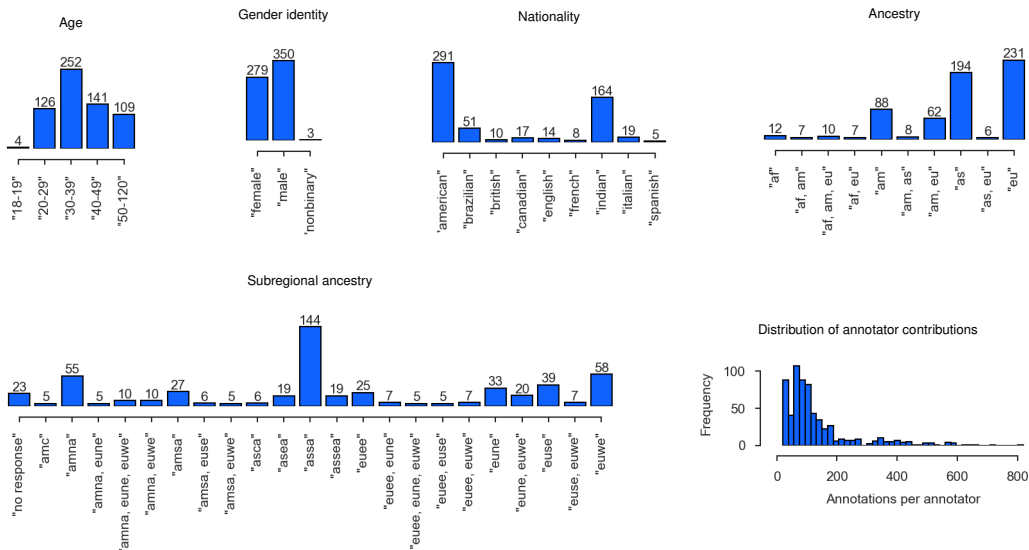 Age
252
126
141
109
4
"18-19"
"20-29"
"30-39"
"40-49"
"50-120"
Gender identity
279
350
3
"female"
"male"
'nonbinary"
Nationality
291
51
10
17
14
8
164
19
5
'american"
"brazilian"
"british"
"canadian"
"english"
"french"
"indian"
"italian"
"spanish"
Ancestry
12
7
10
7
88
8
62
194
6
231
"af"
"af, am"
"af, am, eu"
"af, eu"
"am"
"am, as"
"am, eu"
"as"
"as, eu"
"eu"
Subregional ancestry
23
5
55
5
10
10
27
6
5
6
19
144
19
25
7
5
5
7
33
20
39
7
58
"no response"
"amc"
"amna"
"amna, eune"
"amna, eune, euwe"
"amna, euwe"
"amsa"
"amsa, euse"
"amsa, euwe"
"asca"
"asea"
"assa"
"assea"
"euee"
"euee, eune"
"euee, eune, euwe"
"euee, euse"
"euee, euwe"
"eune"
"eune, euwe"
"euse"
"euse, euwe"
"euwe"
Distribution of annotator contributions
Frequency
100
50
0
0
200
400
600
800
Annotations per annotator